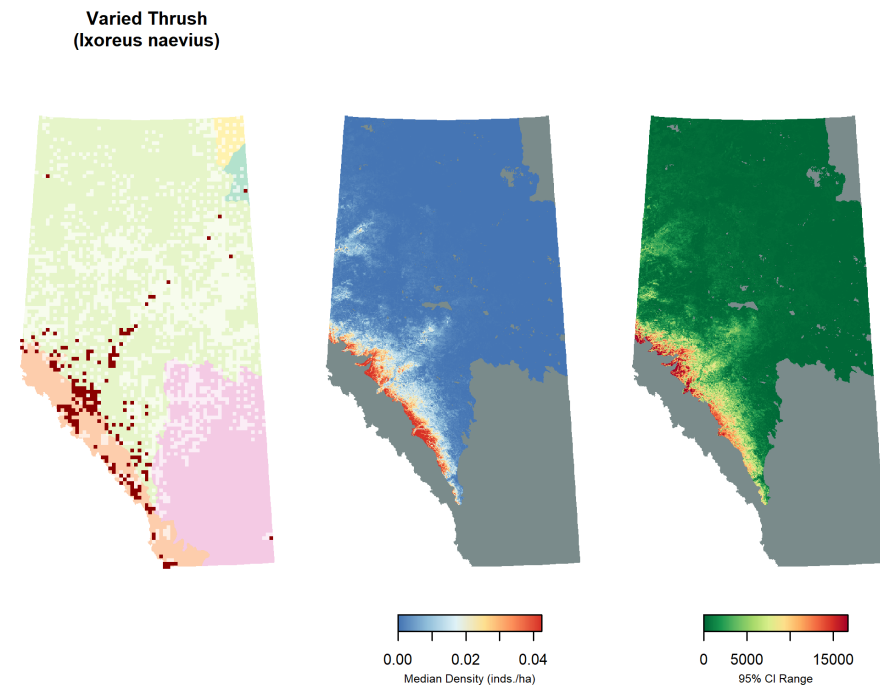 Varied Thrush
(Ixoreus naevius)
0.00 0.02 0.04
Median Density (inds./ha)
0 5000 15000
95% CI Range